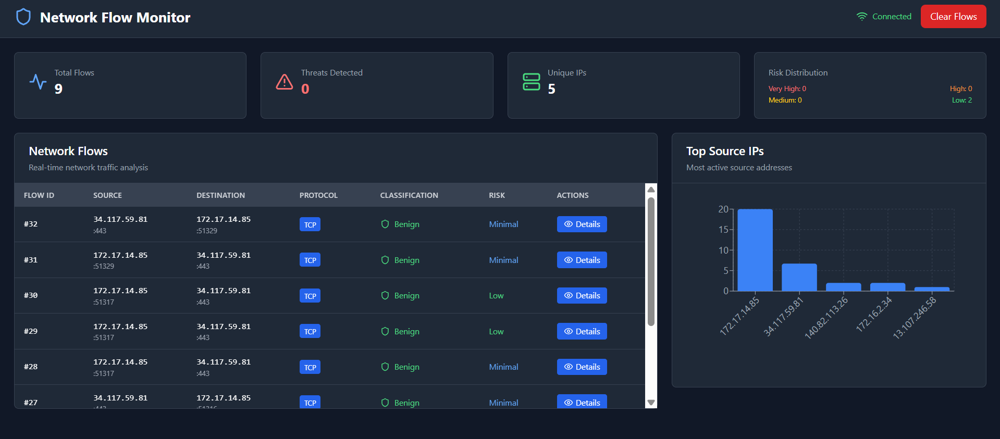 Network Flow Monitor
Connected
Clear Flows
Total Flows
9
Threats Detected
0
Unique IPs
5
Risk Distribution
Very High: 0
High: 0
Medium: 0
Low: 2
Network Flows
Real-time network traffic analysis
FLOW ID SOURCE DESTINATION PROTOCOL CLASSIFICATION RISK ACTIONS
#32 34.117.59.81 172.17.14.85 TCP Benign Minimal Details
:443 :51329
#31 172.17.14.85 34.117.59.81 TCP Benign Minimal Details
:51329 :443
#30 172.17.14.85 34.117.59.81 TCP Benign Low Details
:51317 :443
#29 172.17.14.85 34.117.59.81 TCP Benign Low Details
:51317 :443
#28 172.17.14.85 34.117.59.81 TCP Benign Minimal Details
:51317 :443
#27 34.117.59.81 172.17.14.85 TCP Benign Minimal Details
Top Source IPs
Most active source addresses
20
15
10
5
0
172.17.14.85
34.117.59.81
140.82.113.26
172.16.2.34
13.107.246.58